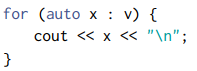 for (auto x : v) {
    cout << x << "\n";
}